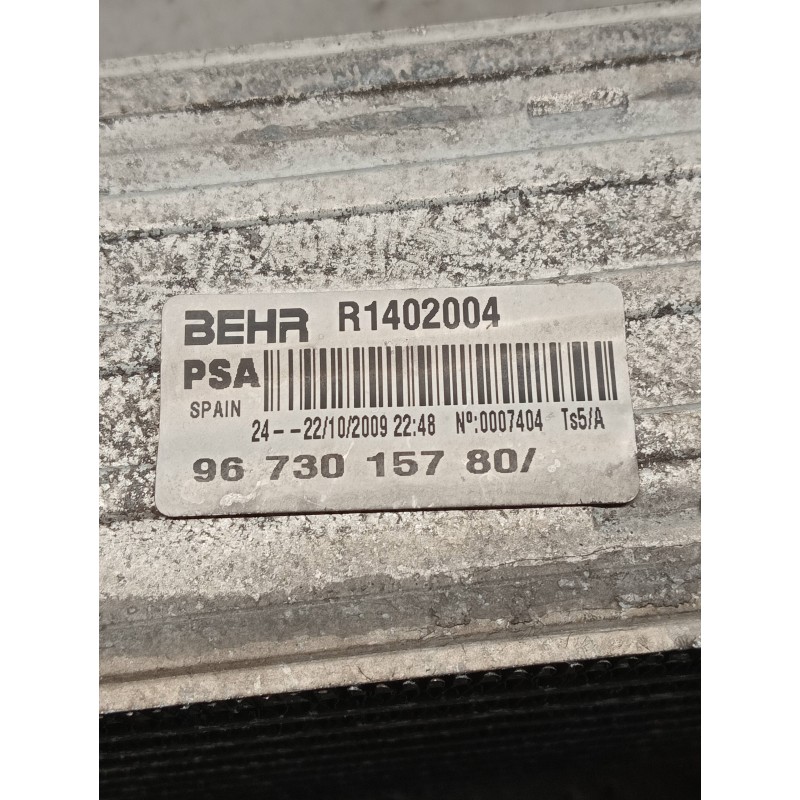 BEHR R1402004
PSA
SPAIN
24--22/10/2009 22:48 Nº:0007404 Ts5/A
96 730 157 80/